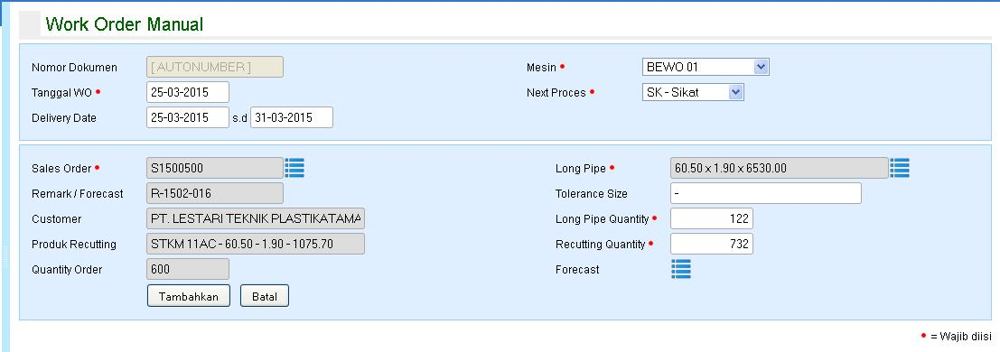 Work Order Manual
Nomor Dokumen [ AUTONUMBER ] Mesin • BEWO 01
Tanggal WO • 25-03-2015 Next Proces • SK - Sikat
Delivery Date 25-03-2015 s.d 31-03-2015
Sales Order • S1500500 Long Pipe • 60.50 x 1.90 x 6530.00
Remark / Forecast R-1502-016 Tolerance Size -
Customer PT. LESTARI TEKNIK PLASTIKATAMA Long Pipe Quantity • 122
Produk Recutting STKM 11AC - 60.50 - 1.90 - 1075.70 Recutting Quantity • 732
Quantity Order 600 Forecast
Tambahkan Batal
• = Wajib diisi